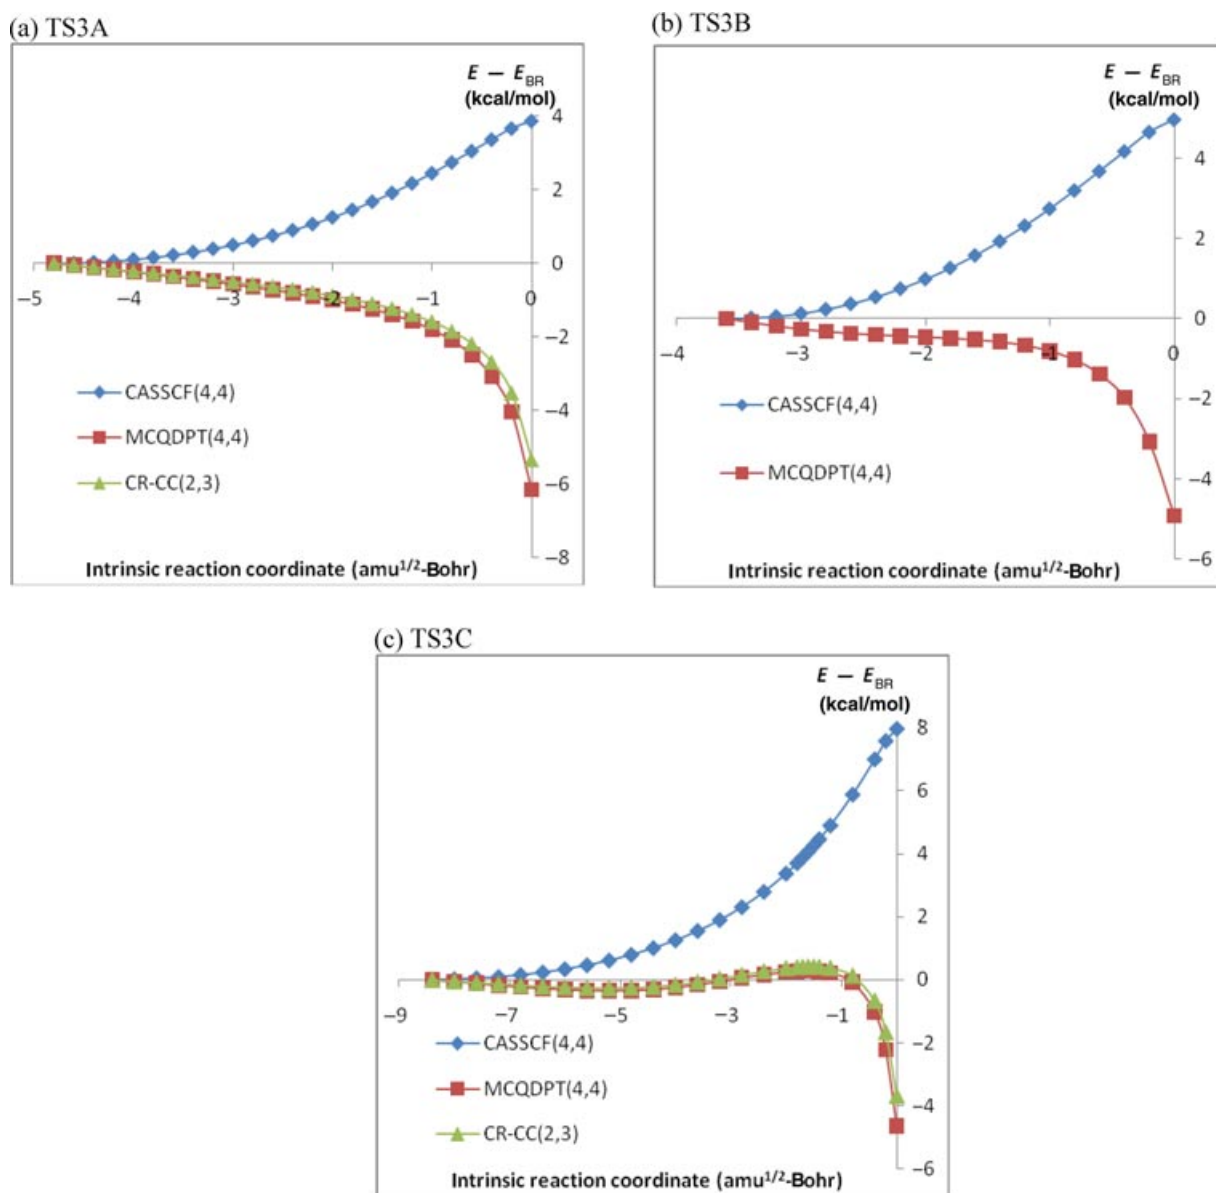 (a) TS3A
E − E_BR
(kcal/mol)
4
2
0
−5
−4
−3
−2
−1
0
−2
−4
−6
−8
CASSCF(4,4)
MCQDPT(4,4)
CR-CC(2,3)
Intrinsic reaction coordinate (amu^1/2-Bohr)
(b) TS3B
E − E_BR
(kcal/mol)
4
2
0
−4
−3
−2
−1
0
−2
−4
−6
CASSCF(4,4)
MCQDPT(4,4)
Intrinsic reaction coordinate (amu^1/2-Bohr)
(c) TS3C
E − E_BR
(kcal/mol)
8
6
4
2
0
−9
−7
−5
−3
−1
−2
−4
−6
CASSCF(4,4)
MCQDPT(4,4)
CR-CC(2,3)
Intrinsic reaction coordinate (amu^1/2-Bohr)